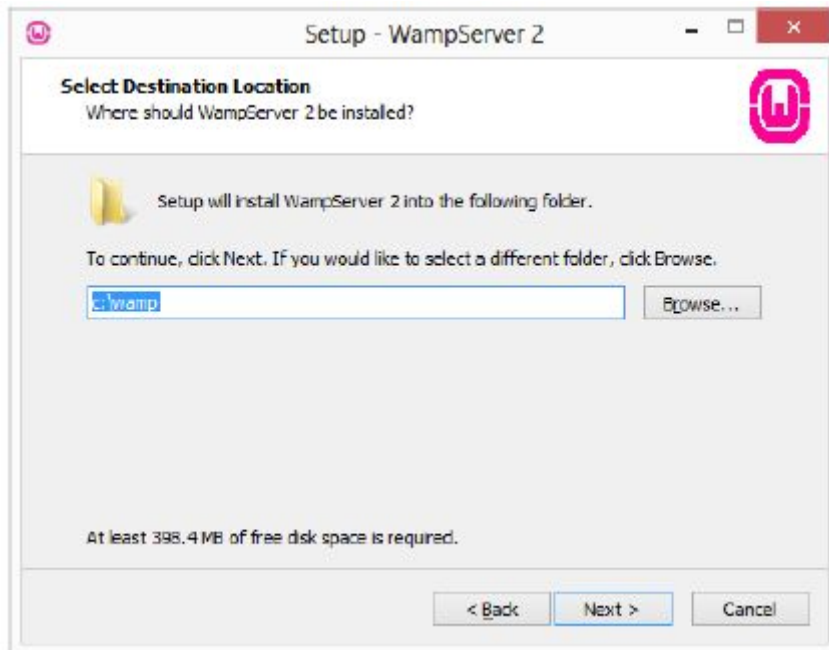 Setup - WampServer 2
Select Destination Location
Where should WampServer 2 be installed?
Setup will install WampServer 2 into the following folder.
To continue, click Next. If you would like to select a different folder, click Browse.
c:\wamp
Browse...
At least 398.4 MB of free disk space is required.
< Back
Next >
Cancel